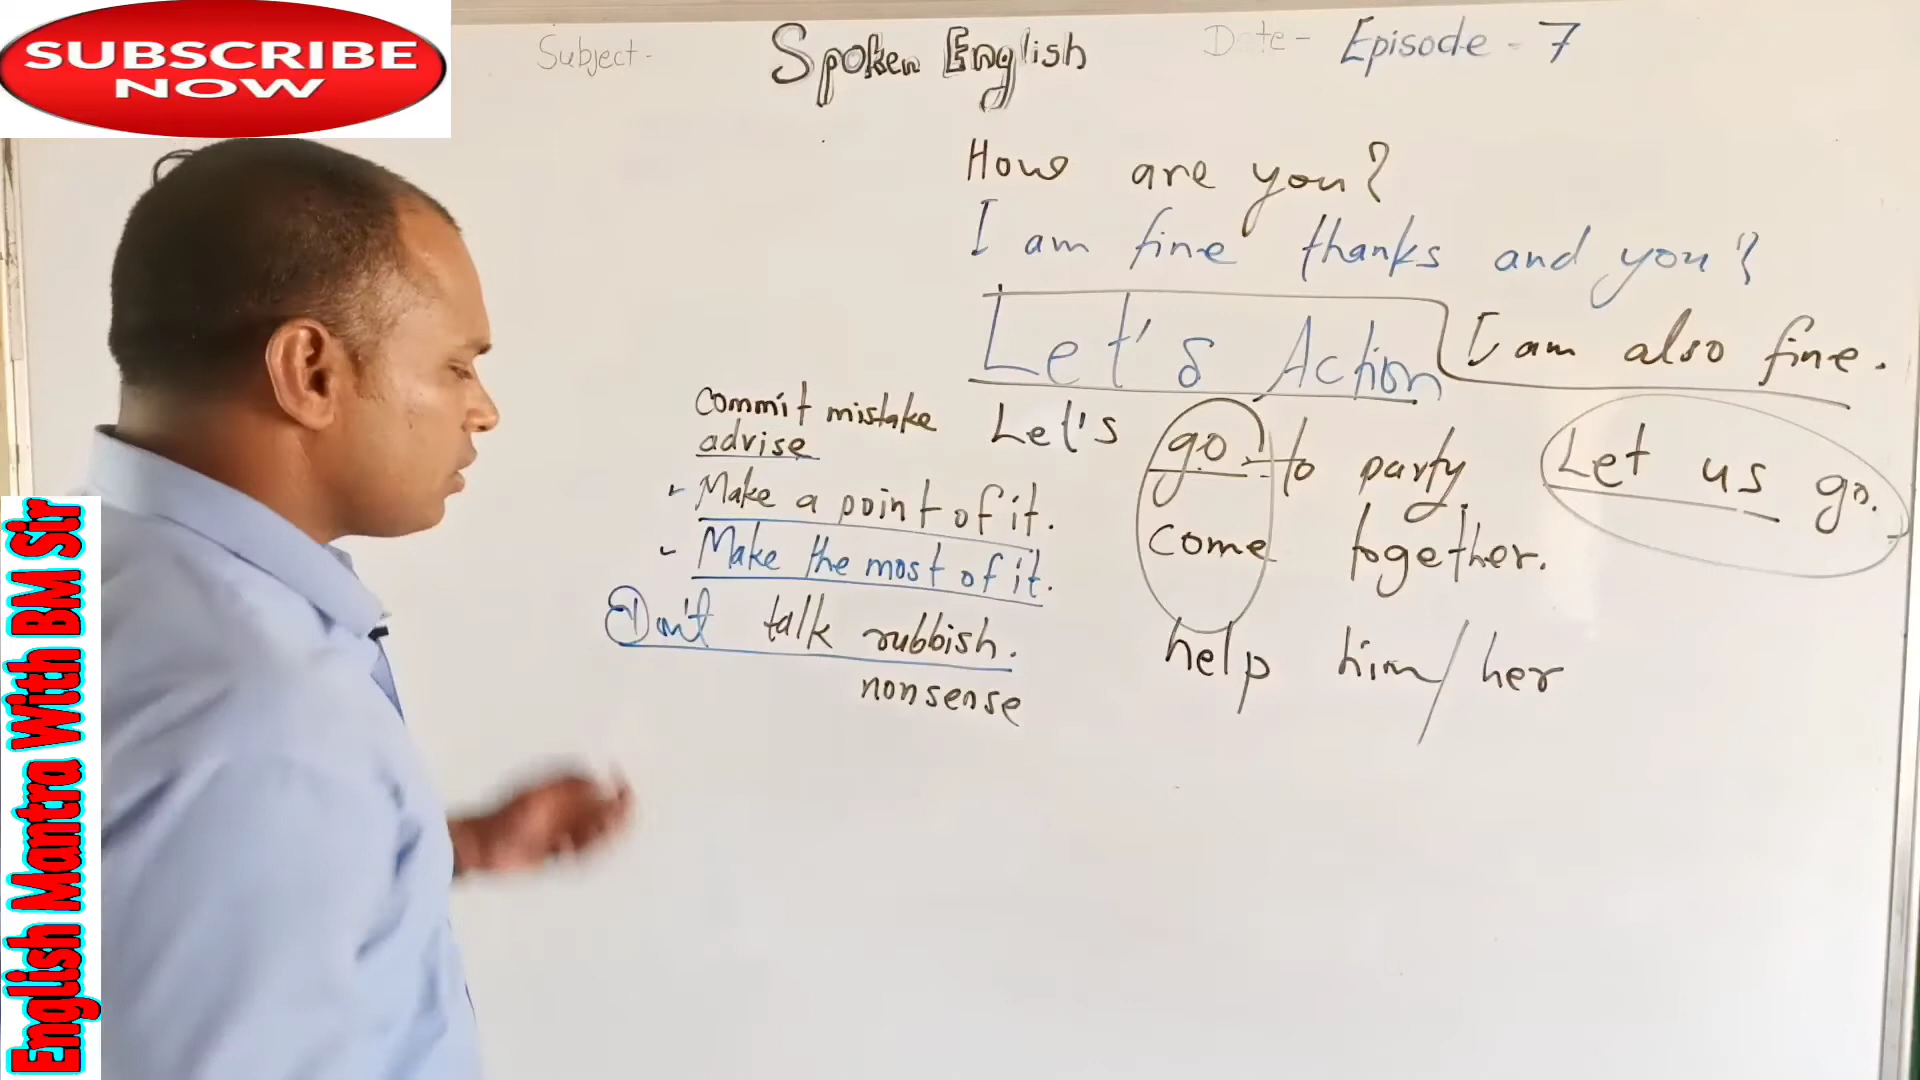 SUBSCRIBE
NOW
Subject - Spoken English Date - Episode - 7
How are you?
I am fine thanks and you?
Let's Action I am also fine.
commit mistake
advise
Make a point of it.
Make the most of it.
Don't talk rubbish.
nonsense
Let's go to party
come together.
help him/her
Let us go.
English Mantra With BM Sir